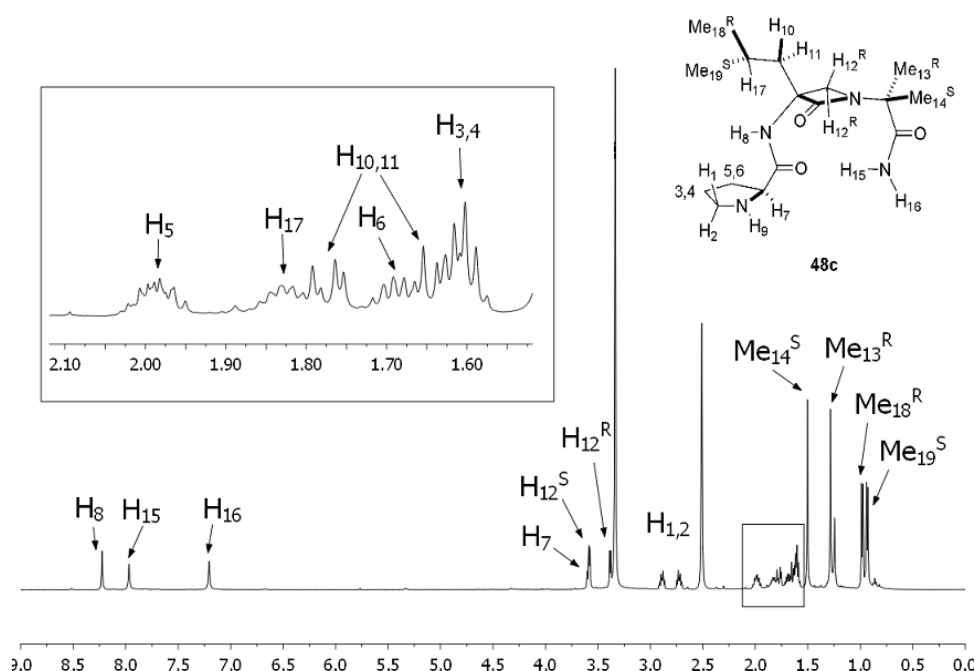 Me₁₈ᴿ
H₁₀
H₁₁
Me₁₉ˢ
H₁₇
H₁₂ᴿ
Me₁₃ᴿ
Me₁₄ˢ
N
O
H₁₂ᴿ
H₈–N
O
H₁₅–N
O
H₁₆
H₁
5,6
3,4
N
H₇
H₂
H₉
48c
H₃,₄
H₁₀,₁₁
H₁₇
H₆
H₅
2.10 2.00 1.90 1.80 1.70 1.60
Me₁₄ˢ
Me₁₃ᴿ
Me₁₈ᴿ
Me₁₉ˢ
H₁₂ᴿ
H₁₂ˢ
H₇
H₁,₂
H₈
H₁₅
H₁₆
9.0 8.5 8.0 7.5 7.0 6.5 6.0 5.5 5.0 4.5 4.0 3.5 3.0 2.5 2.0 1.5 1.0 0.5 0.0